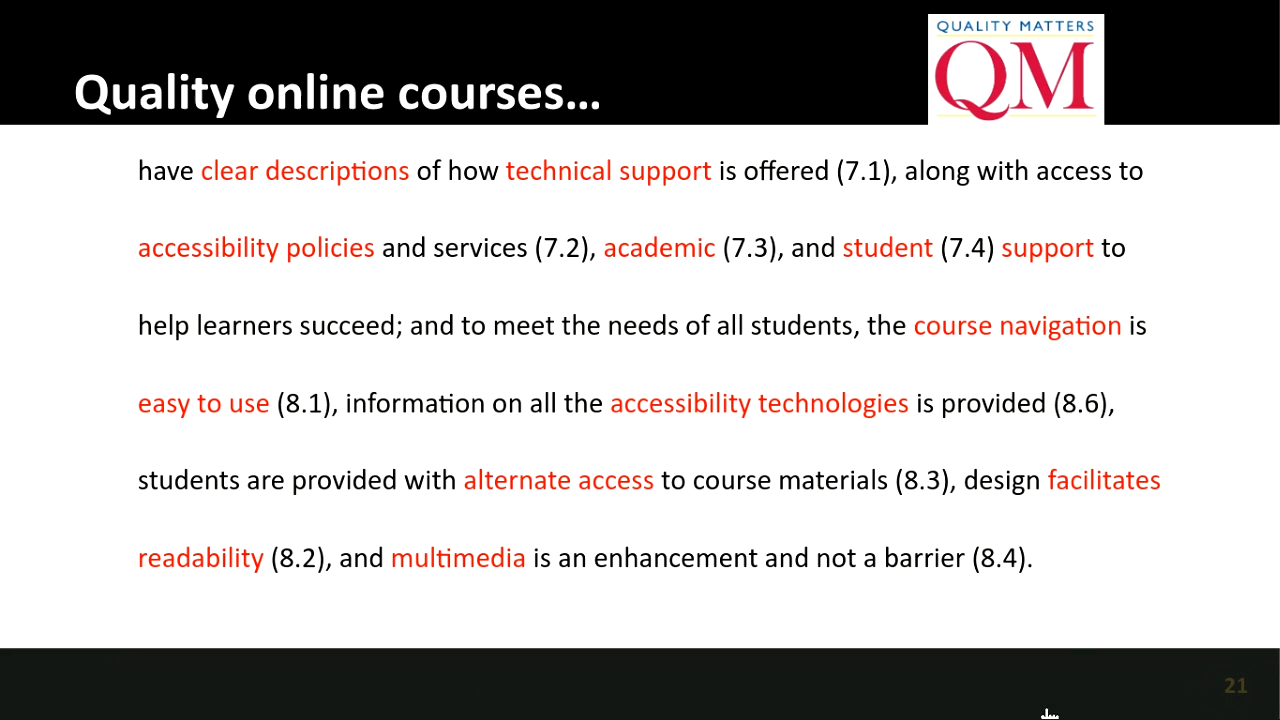 QUALITY MATTERS
QM
Quality online courses…
have clear descriptions of how technical support is offered (7.1), along with access to
accessibility policies and services (7.2), academic (7.3), and student (7.4) support to
help learners succeed; and to meet the needs of all students, the course navigation is
easy to use (8.1), information on all the accessibility technologies is provided (8.6),
students are provided with alternate access to course materials (8.3), design facilitates
readability (8.2), and multimedia is an enhancement and not a barrier (8.4).
21